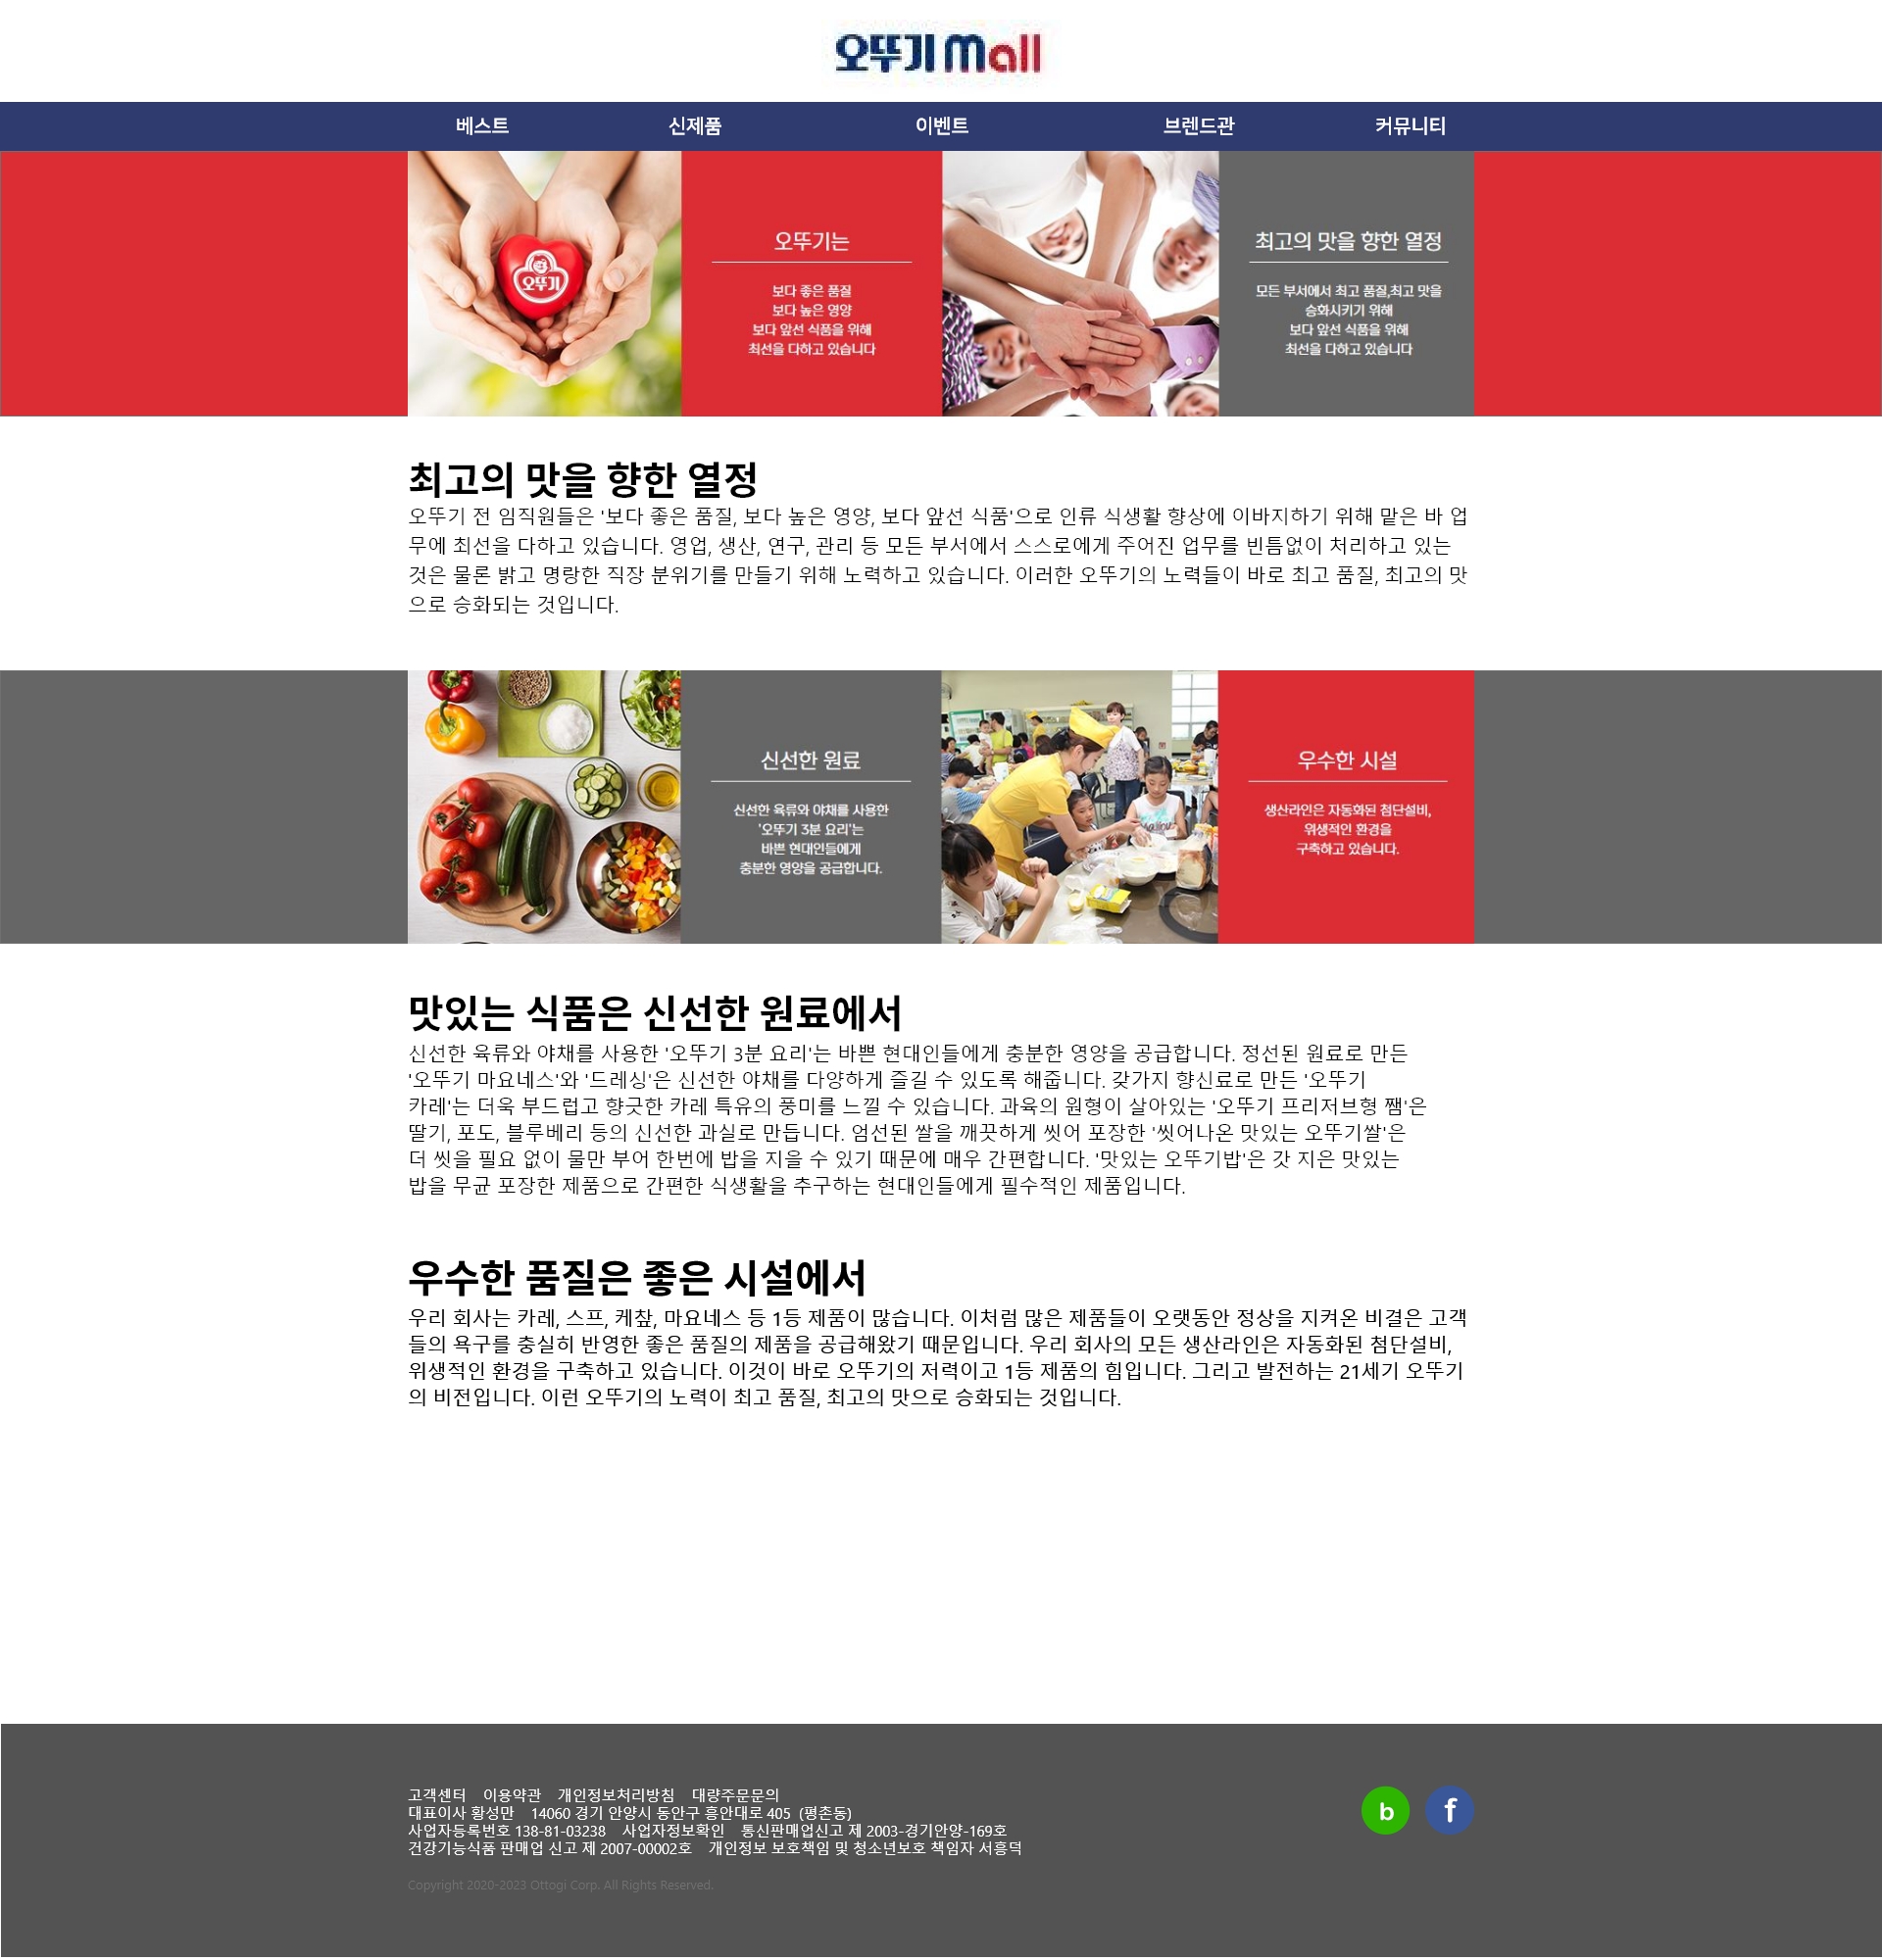 오뚜기 mall
베스트 신제품 이벤트 브렌드관 커뮤니티
오뚜기
오뚜기는
보다 좋은 품질
보다 높은 영양
보다 앞선 식품을 위해
최선을 다하고 있습니다
최고의 맛을 향한 열정
모든 부서에서 최고 품질,최고 맛을
승화시키기 위해
보다 앞선 식품을 위해
최선을 다하고 있습니다
최고의 맛을 향한 열정
오뚜기 전 임직원들은 '보다 좋은 품질, 보다 높은 영양, 보다 앞선 식품'으로 인류 식생활 향상에 이바지하기 위해 맡은 바 업
무에 최선을 다하고 있습니다. 영업, 생산, 연구, 관리 등 모든 부서에서 스스로에게 주어진 업무를 빈틈없이 처리하고 있는
것은 물론 밝고 명랑한 직장 분위기를 만들기 위해 노력하고 있습니다. 이러한 오뚜기의 노력들이 바로 최고 품질, 최고의 맛
으로 승화되는 것입니다.
신선한 원료
신선한 육류와 야채를 사용한
'오뚜기 3분 요리'는
바쁜 현대인들에게
충분한 영양을 공급합니다.
우수한 시설
생산라인은 자동화된 첨단설비,
위생적인 환경을
구축하고 있습니다.
맛있는 식품은 신선한 원료에서
신선한 육류와 야채를 사용한 '오뚜기 3분 요리'는 바쁜 현대인들에게 충분한 영양을 공급합니다. 정선된 원료로 만든
'오뚜기 마요네스'와 '드레싱'은 신선한 야채를 다양하게 즐길 수 있도록 해줍니다. 갖가지 향신료로 만든 '오뚜기
카레'는 더욱 부드럽고 향긋한 카레 특유의 풍미를 느낄 수 있습니다. 과육의 원형이 살아있는 '오뚜기 프리저브형 쨈'은
딸기, 포도, 블루베리 등의 신선한 과실로 만듭니다. 엄선된 쌀을 깨끗하게 씻어 포장한 '씻어나온 맛있는 오뚜기쌀'은
더 씻을 필요 없이 물만 부어 한번에 밥을 지을 수 있기 때문에 매우 간편합니다. '맛있는 오뚜기밥'은 갓 지은 맛있는
밥을 무균 포장한 제품으로 간편한 식생활을 추구하는 현대인들에게 필수적인 제품입니다.
우수한 품질은 좋은 시설에서
우리 회사는 카레, 스프, 케챂, 마요네스 등 1등 제품이 많습니다. 이처럼 많은 제품들이 오랫동안 정상을 지켜온 비결은 고객
들의 욕구를 충실히 반영한 좋은 품질의 제품을 공급해왔기 때문입니다. 우리 회사의 모든 생산라인은 자동화된 첨단설비,
위생적인 환경을 구축하고 있습니다. 이것이 바로 오뚜기의 저력이고 1등 제품의 힘입니다. 그리고 발전하는 21세기 오뚜기
의 비전입니다. 이런 오뚜기의 노력이 최고 품질, 최고의 맛으로 승화되는 것입니다.
고객센터 이용약관 개인정보처리방침 대량주문문의
대표이사 황성만 14060 경기 안양시 동안구 흥안대로 405 (평촌동)
사업자등록번호 138-81-03238 사업자정보확인 통신판매업신고 제 2003-경기안양-169호
건강기능식품 판매업 신고 제 2007-00002호 개인정보 보호책임 및 청소년보호 책임자 서흥덕
b f
Copyright 2020-2023 Ottogi Corp. All Rights Reserved.